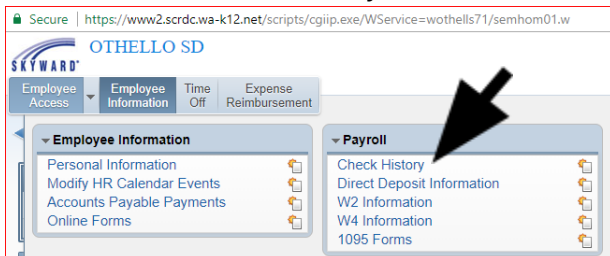 Secure | https://www2.scrdc.wa-k12.net/scripts/cgiip.exe/WService=wothells71/semhom01.w
SKYWARD OTHELLO SD
Employee Access
Employee Information
Time Off
Expense Reimbursement
Employee Information
Personal Information
Modify HR Calendar Events
Accounts Payable Payments
Online Forms
Payroll
Check History
Direct Deposit Information
W2 Information
W4 Information
1095 Forms